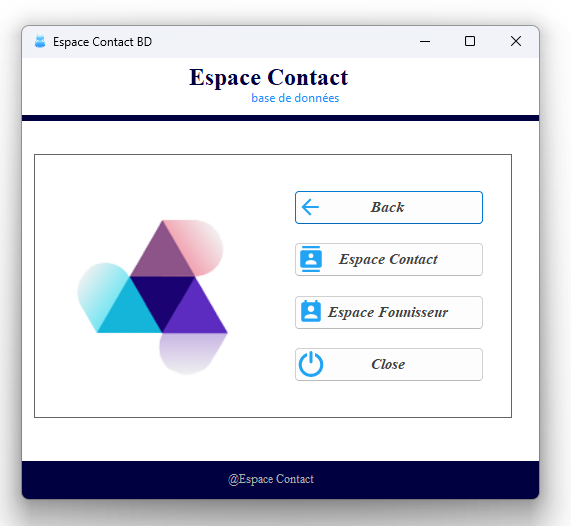 Espace Contact BD
Espace Contact
base de données
Back
Espace Contact
Espace Founisseur
Close
@Espace Contact